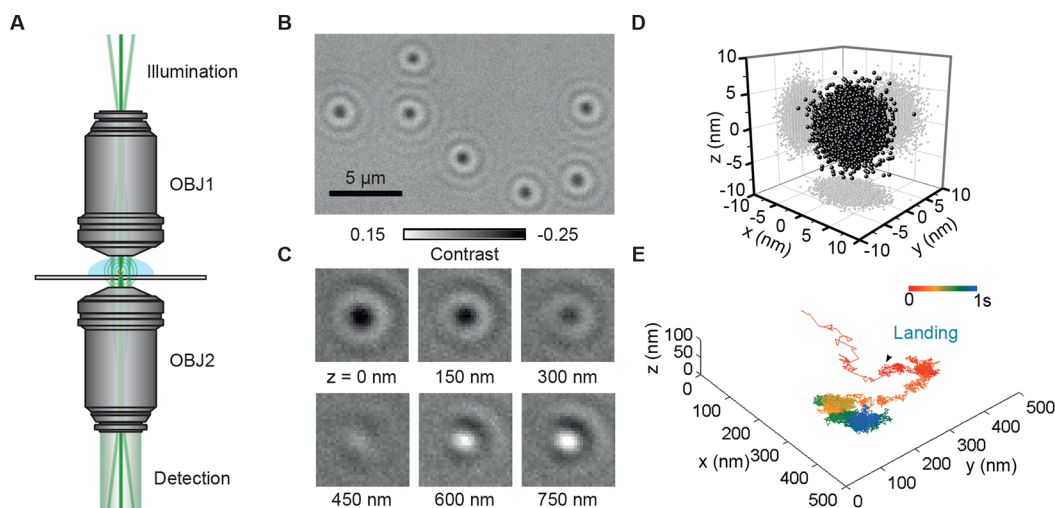 A
Illumination
OBJ1
OBJ2
Detection
B
5 µm
0.15
-0.25
Contrast
C
z = 0 nm
150 nm
300 nm
450 nm
600 nm
750 nm
D
10
5
0
-5
-10
z (nm)
-10
-5
0
5
10
x (nm)
-10
-5
0
5
10
y (nm)
E
0
1s
Landing
100
50
0
z (nm)
0
100
200
300
400
500
x (nm)
0
100
200
300
400
500
y (nm)